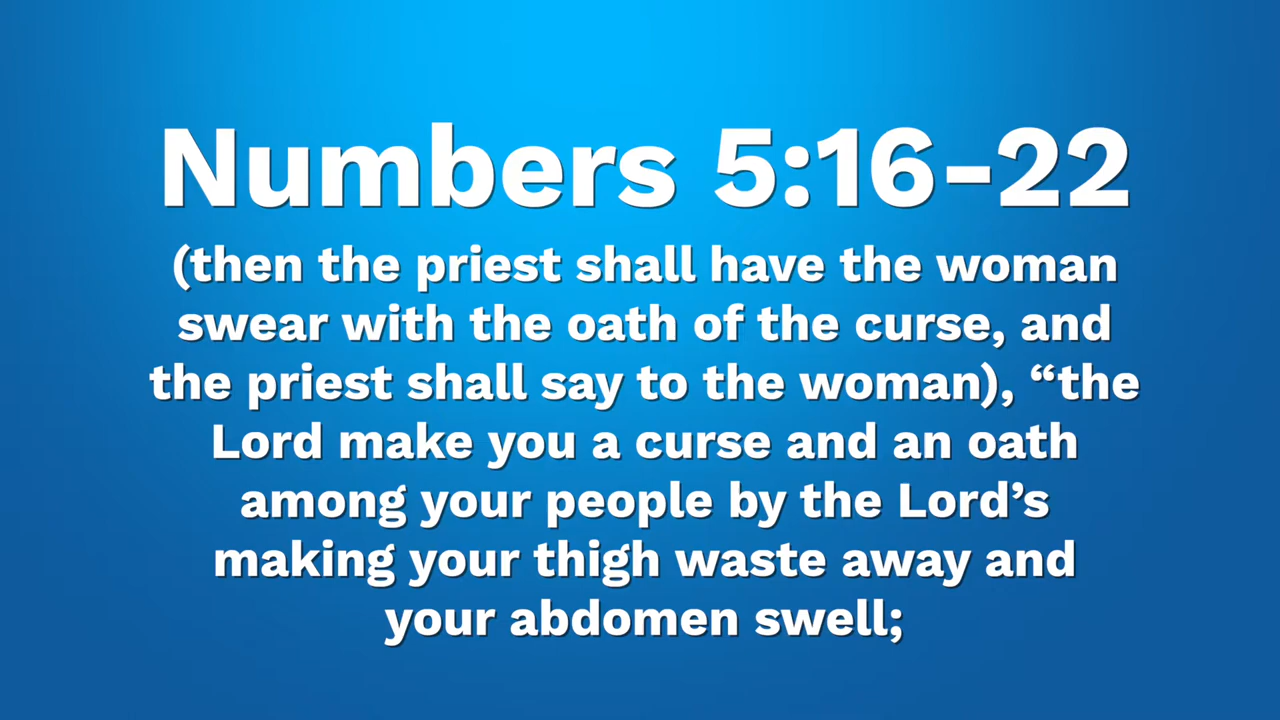 Numbers 5:16-22
(then the priest shall have the woman
swear with the oath of the curse, and
the priest shall say to the woman), “the
Lord make you a curse and an oath
among your people by the Lord’s
making your thigh waste away and
your abdomen swell;